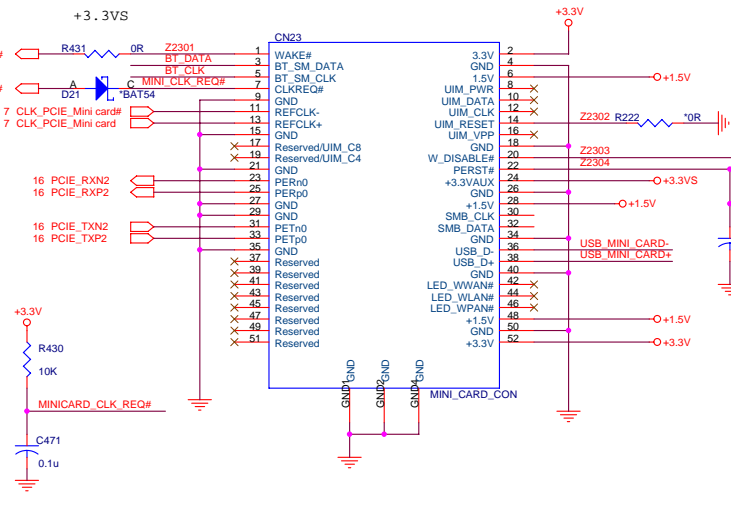 +3.3VS
+3.3V
CN23
R431 0R Z2301
BT_DATA
BT_CLK
MINI_CLK_REQ#
A C
D21 *BAT54
7 CLK_PCIE_Mini card#
7 CLK_PCIE_Mini card
16 PCIE_RXN2
16 PCIE_RXP2
16 PCIE_TXN2
16 PCIE_TXP2
1 WAKE# 3.3V 2
3 BT_SM_DATA GND 4
5 BT_SM_CLK 1.5V 6 +1.5V
7 CLKREQ# UIM_PWR 8
9 GND UIM_DATA 10
11 REFCLK- UIM_CLK 12
13 REFCLK+ UIM_RESET 14 Z2302 R222 *0R
15 GND UIM_VPP 16
17 Reserved/UIM_C8 GND 18
19 Reserved/UIM_C4 W_DISABLE# 20 Z2303
21 GND PERST# 22 Z2304
23 PERn0 +3.3VAUX 24 +3.3VS
25 PERp0 GND 26
27 GND +1.5V 28 +1.5V
29 GND SMB_CLK 30
31 PETn0 SMB_DATA 32
33 PETp0 GND 34
35 GND USB_D- 36 USB_MINI_CARD-
37 Reserved USB_D+ 38 USB_MINI_CARD+
39 Reserved GND 40
41 Reserved LED_WWAN# 42
43 Reserved LED_WLAN# 44
45 Reserved LED_WPAN# 46
47 Reserved +1.5V 48 +1.5V
49 Reserved GND 50
51 Reserved +3.3V 52 +3.3V
GND GND GND
GND1 GND2 GND4
MINI_CARD_CON
+3.3V
R430
10K
MINICARD_CLK_REQ#
C471
0.1u